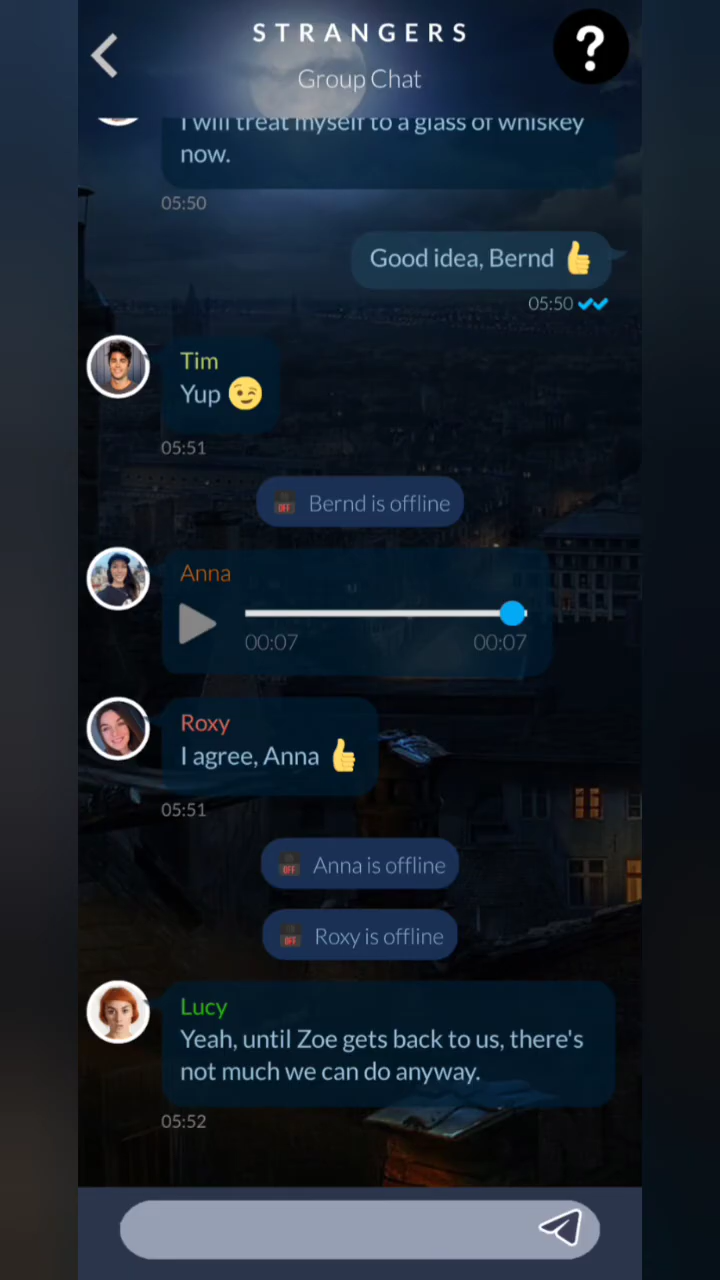 STRANGERS
?
Group Chat
I will treat myself to a glass of whiskey
now.
05:50
Good idea, Bernd 👍
05:50
Tim
Yup 😉
05:51
OFF Bernd is offline
Anna
00:07 00:07
Roxy
I agree, Anna 👍
05:51
OFF Anna is offline
OFF Roxy is offline
Lucy
Yeah, until Zoe gets back to us, there's
not much we can do anyway.
05:52